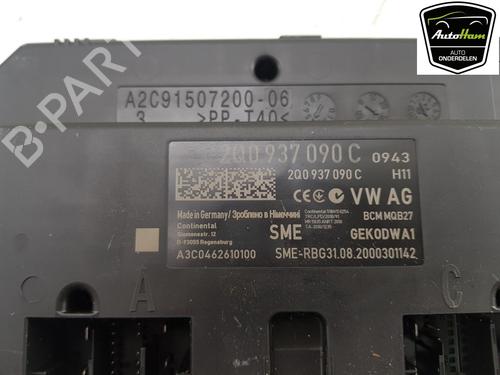 AutoHam
AUTO
ONDERDELEN
A2C91507200-06
3 >PP-T40<
2Q0 937 090 C 0943
2Q0 937 090 C H11
VW AG
Made in Germany / Зроблено в Німеччині
BCM MQB27
Continental
Siemensstr. 12
D-93055 Regensburg
SME GEKODWA1
A3C0462610100 SME-RBG31.08.2000301142
A C
B-PARTS